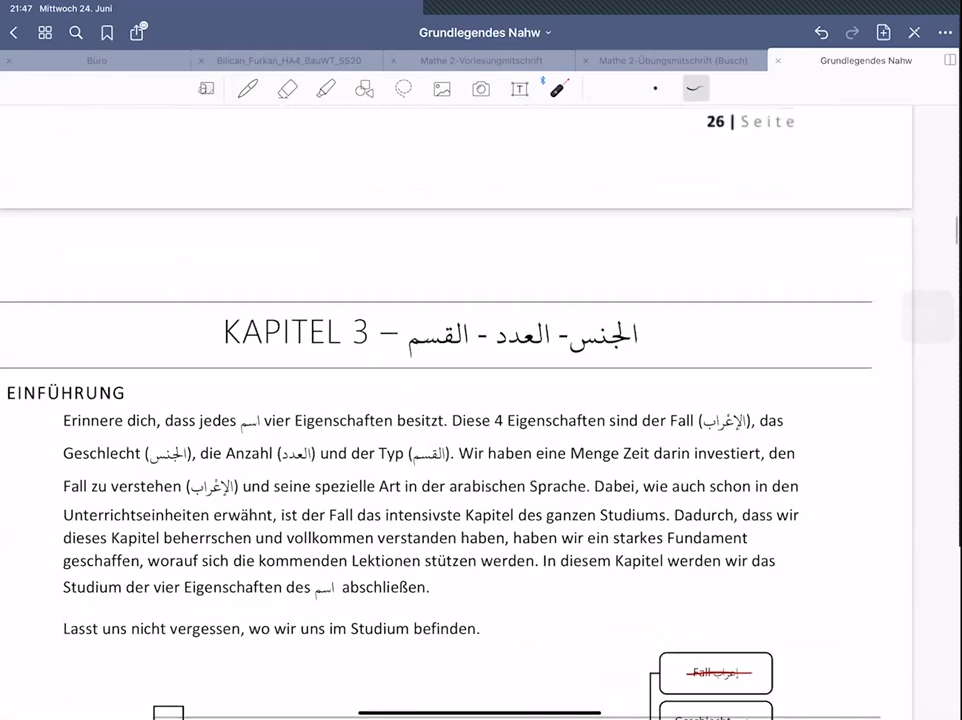 21:47 Mittwoch 24. Juni
Grundlegendes Nahw
Büro
Bilican_Furkan_HA4_BauWT_SS20
Mathe 2-Vorlesungmitschrift
Mathe 2-Übungsmitschrift (Busch)
Grundlegendes Nahw
26 | Seite
KAPITEL 3 – الجنس- العدد - القسم
EINFÜHRUNG
Erinnere dich, dass jedes اسم vier Eigenschaften besitzt. Diese 4 Eigenschaften sind der Fall (الإعْراب), das
Geschlecht (الجنس), die Anzahl (العدد) und der Typ (القسم). Wir haben eine Menge Zeit darin investiert, den
Fall zu verstehen (الإعْراب) und seine spezielle Art in der arabischen Sprache. Dabei, wie auch schon in den
Unterrichtseinheiten erwähnt, ist der Fall das intensivste Kapitel des ganzen Studiums. Dadurch, dass wir
dieses Kapitel beherrschen und vollkommen verstanden haben, haben wir ein starkes Fundament
geschaffen, worauf sich die kommenden Lektionen stützen werden. In diesem Kapitel werden wir das
Studium der vier Eigenschaften des اسم abschließen.
Lasst uns nicht vergessen, wo wir uns im Studium befinden.
Fall إعراب